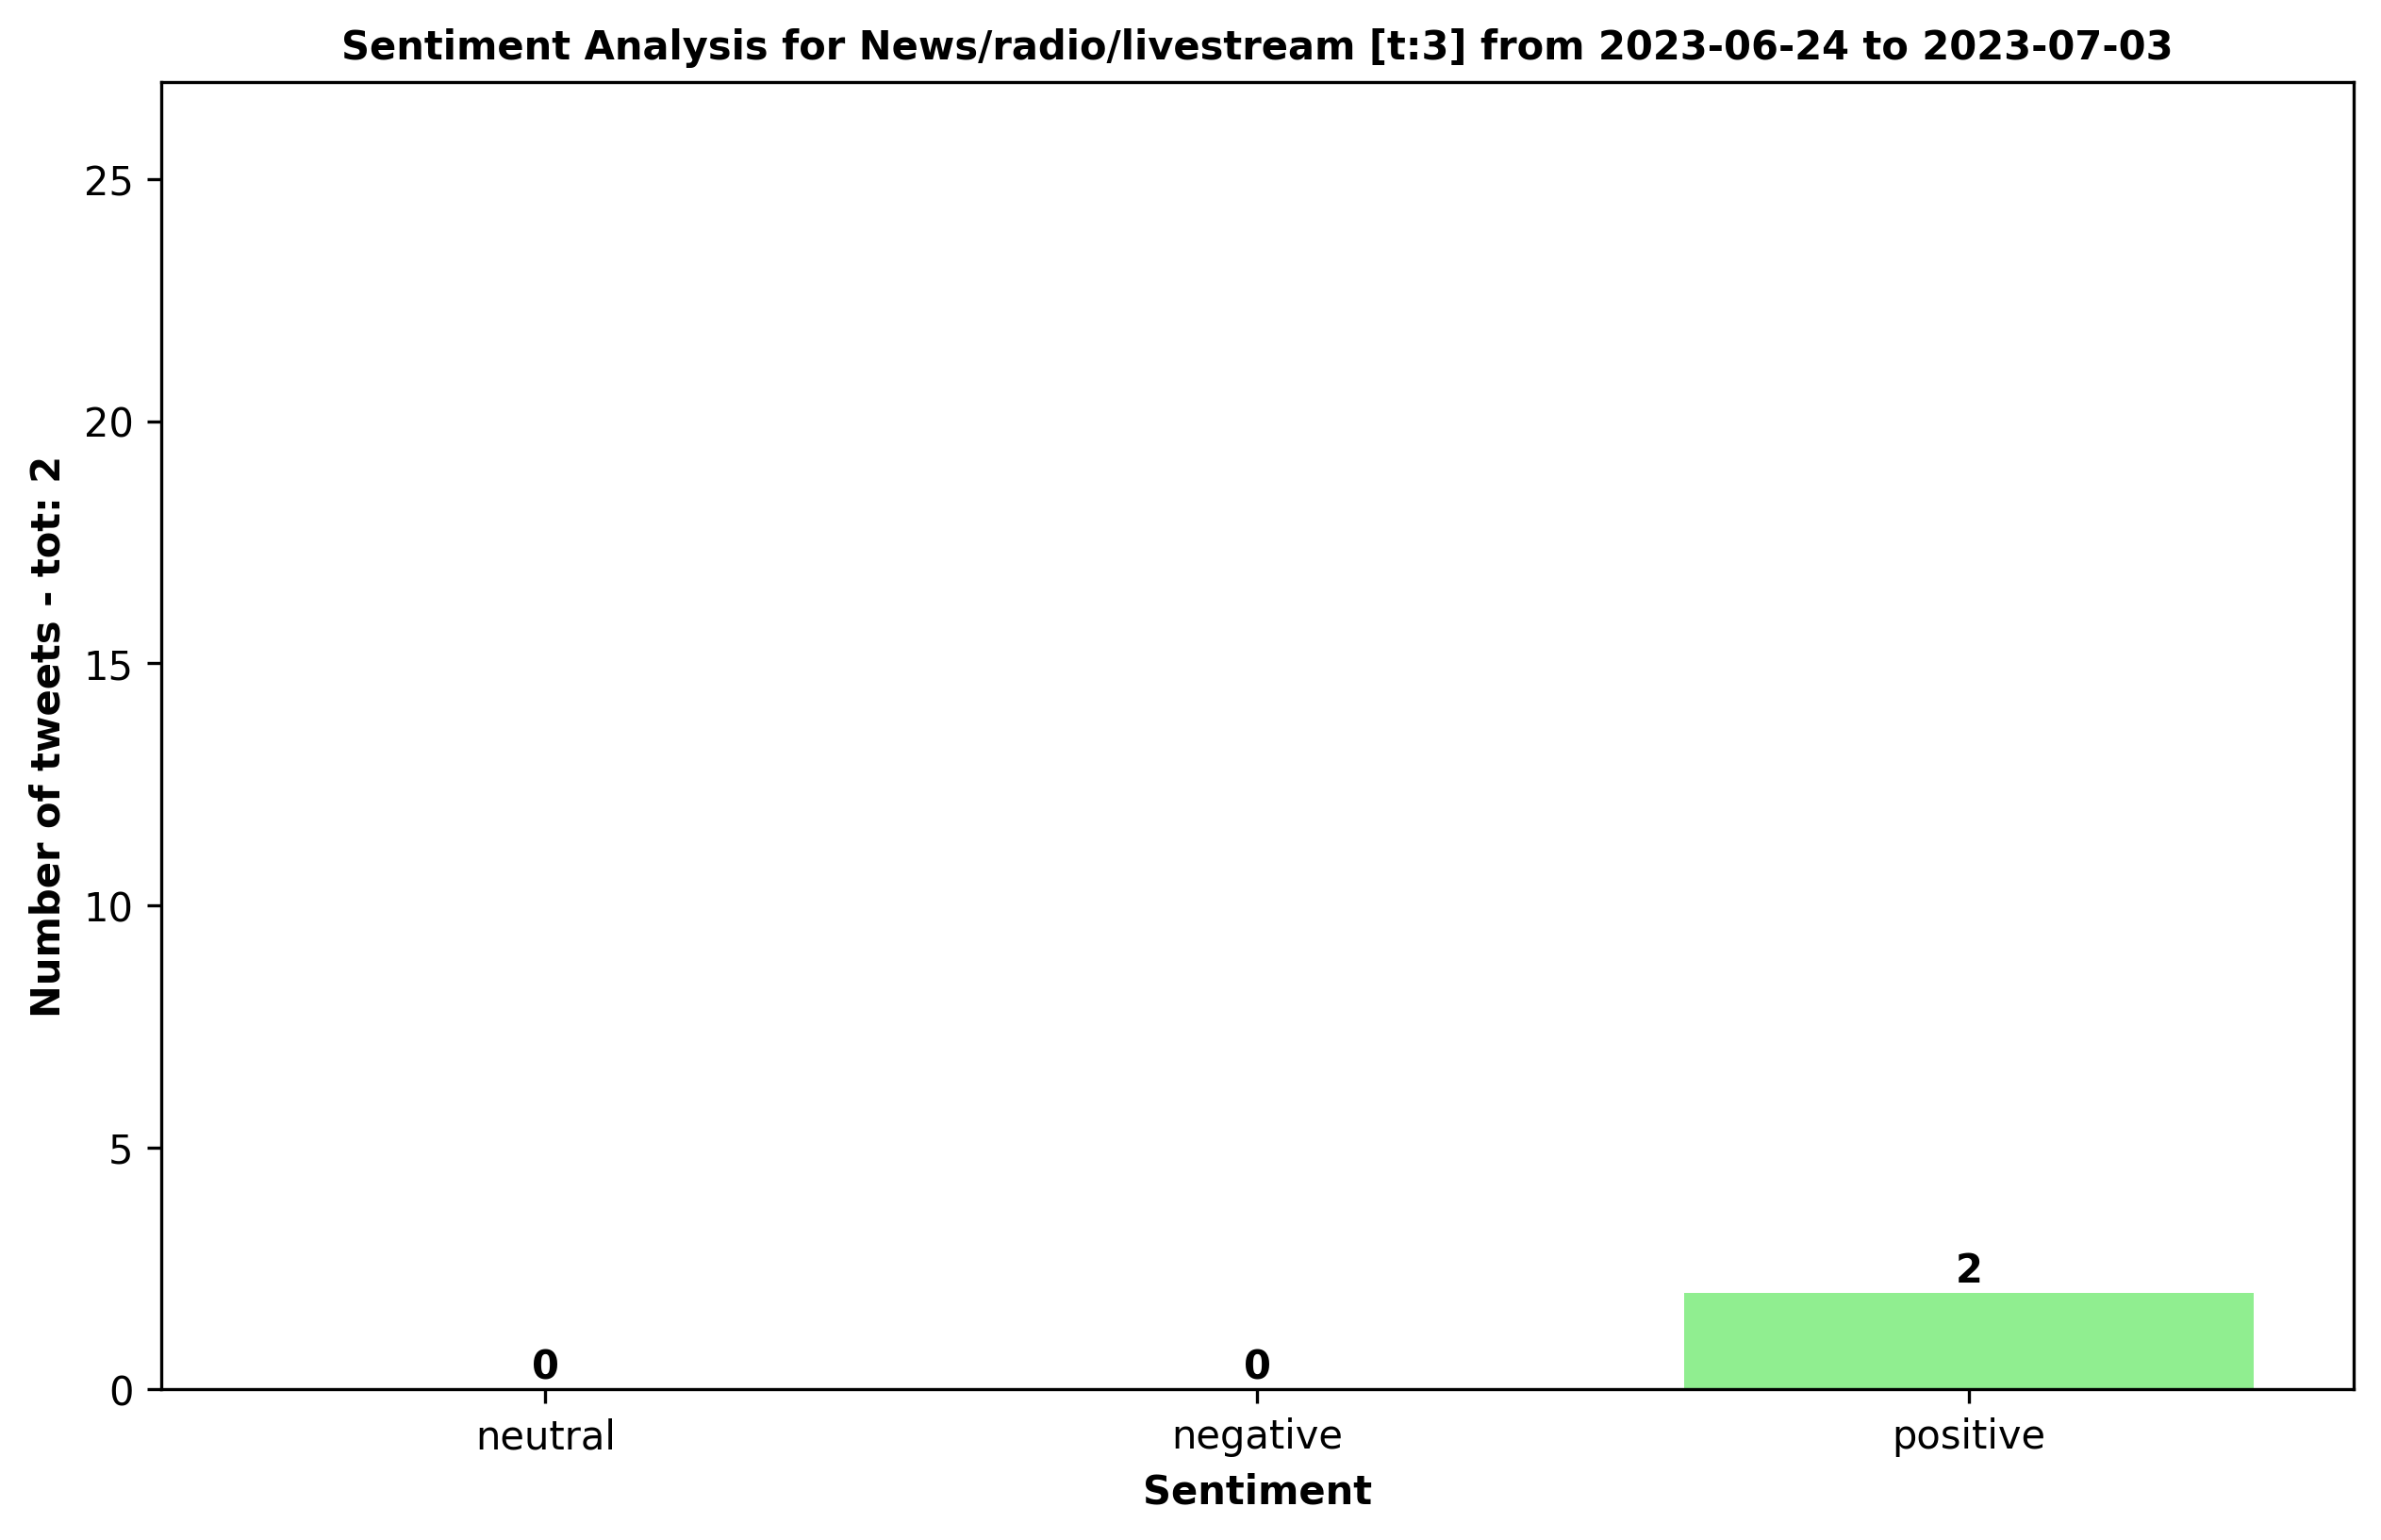 Sentiment Analysis for News/radio/livestream [t:3] from 2023-06-24 to 2023-07-03
Number of tweets - tot: 2
25
20
15
10
5
0
0
0
2
neutral
negative
positive
Sentiment